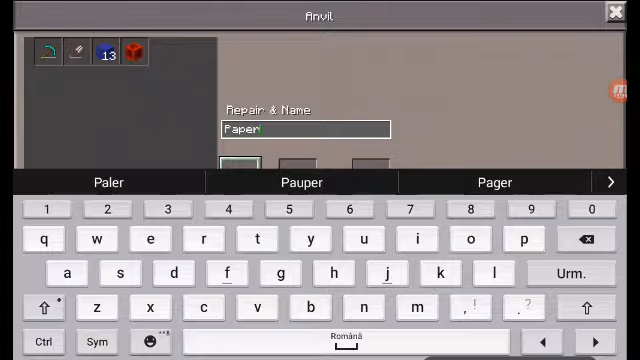 Anvil
13
Repair & Name
Paper
Paler Pauper Pager
1 2 3 4 5 6 7 8 9 0
q w e r t y u i o p
a s d f g h j k l Urm.
z x c v b n m , ! . ?
Ctrl Sym Română